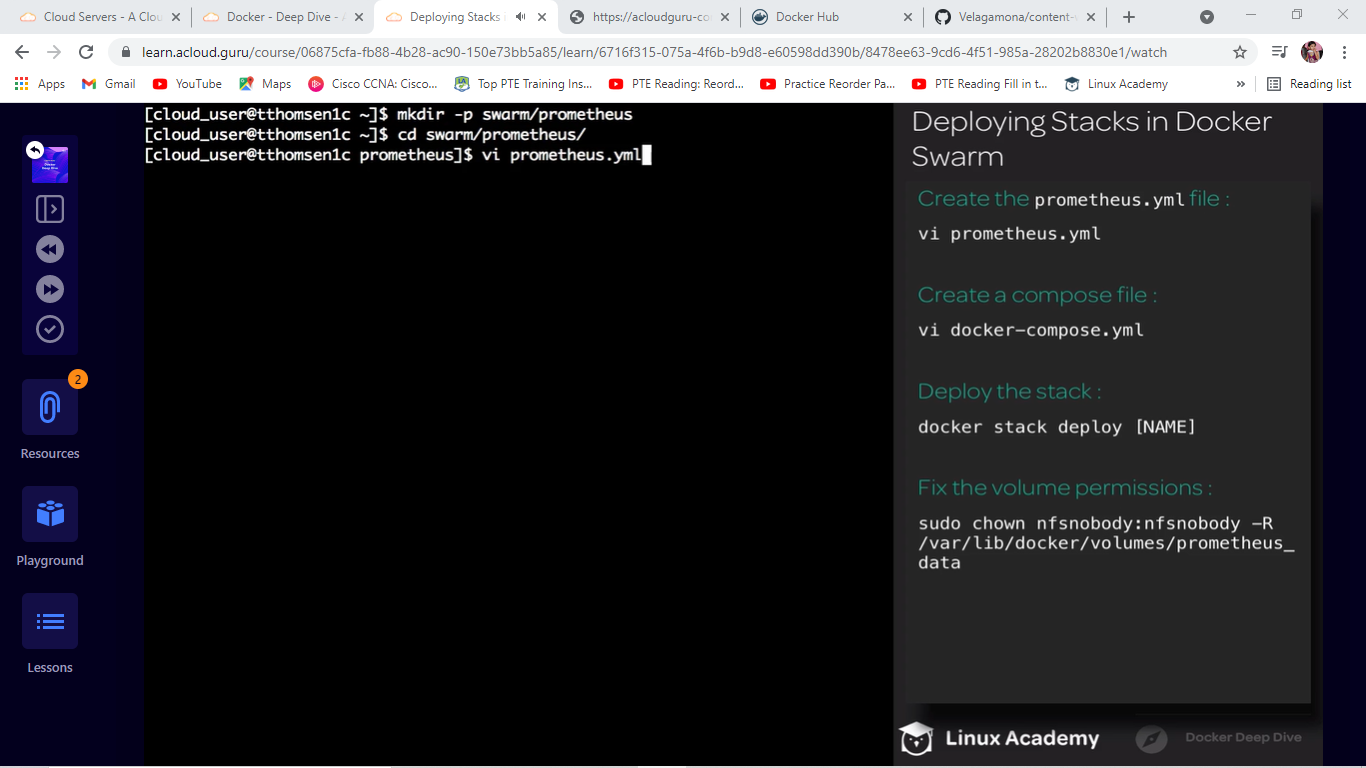 Cloud Servers - A Clou
Docker - Deep Dive - A
Deploying Stacks i
https://acloudguru-co
Docker Hub
Velagamona/content-
learn.acloud.guru/course/06875cfa-fb88-4b28-ac90-150e73bb5a85/learn/6716f315-075a-4f6b-b9d8-e60598dd390b/8478ee63-9cd6-4f51-985a-28202b8830e1/watch
Apps
Gmail
YouTube
Maps
Cisco CCNA: Cisco...
Top PTE Training Ins...
PTE Reading: Reord...
Practice Reorder Pa...
PTE Reading Fill in t...
Linux Academy
»
Reading list
[cloud_user@tthomsen1c ~]$ mkdir -p swarm/prometheus
[cloud_user@tthomsen1c ~]$ cd swarm/prometheus/
[cloud_user@tthomsen1c prometheus]$ vi prometheus.yml
2
Resources
Playground
Lessons
Deploying Stacks in Docker
Swarm
Create the prometheus.yml file :
vi prometheus.yml
Create a compose file :
vi docker-compose.yml
Deploy the stack :
docker stack deploy [NAME]
Fix the volume permissions :
sudo chown nfsnobody:nfsnobody -R
/var/lib/docker/volumes/prometheus_
data
Linux Academy
Docker Deep Dive